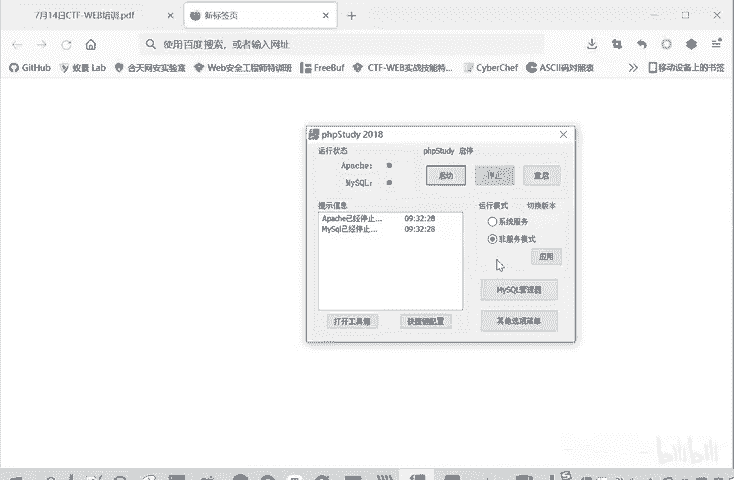 7月14日CTF-WEB培训.pdf
新标签页
使用百度搜索，或者输入网址
GitHub
蚁景 Lab
合天网安实验室
Web安全工程师特训班
FreeBuf
CTF-WEB实战技能特...
CyberChef
ASCII码对照表
移动设备上的书签
phpStudy 2018
运行状态
phpStudy 启停
Apache:
MySQL:
启动
停止
重启
提示信息
Apache已经停止... 09:32:28
MySql已经停止... 09:32:28
运行模式
切换版本
系统服务
非服务模式
应用
MySQL管理器
打开工具箱
其他选项菜单
bilibili